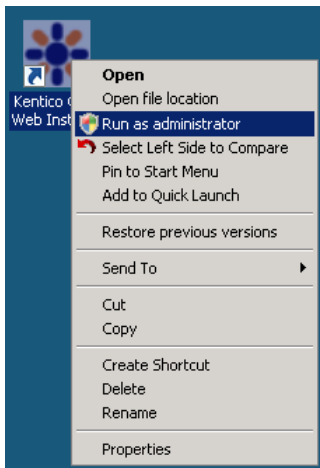 Kentico
Web Inst
Open
Open file location
Run as administrator
Select Left Side to Compare
Pin to Start Menu
Add to Quick Launch
Restore previous versions
Send To
Cut
Copy
Create Shortcut
Delete
Rename
Properties